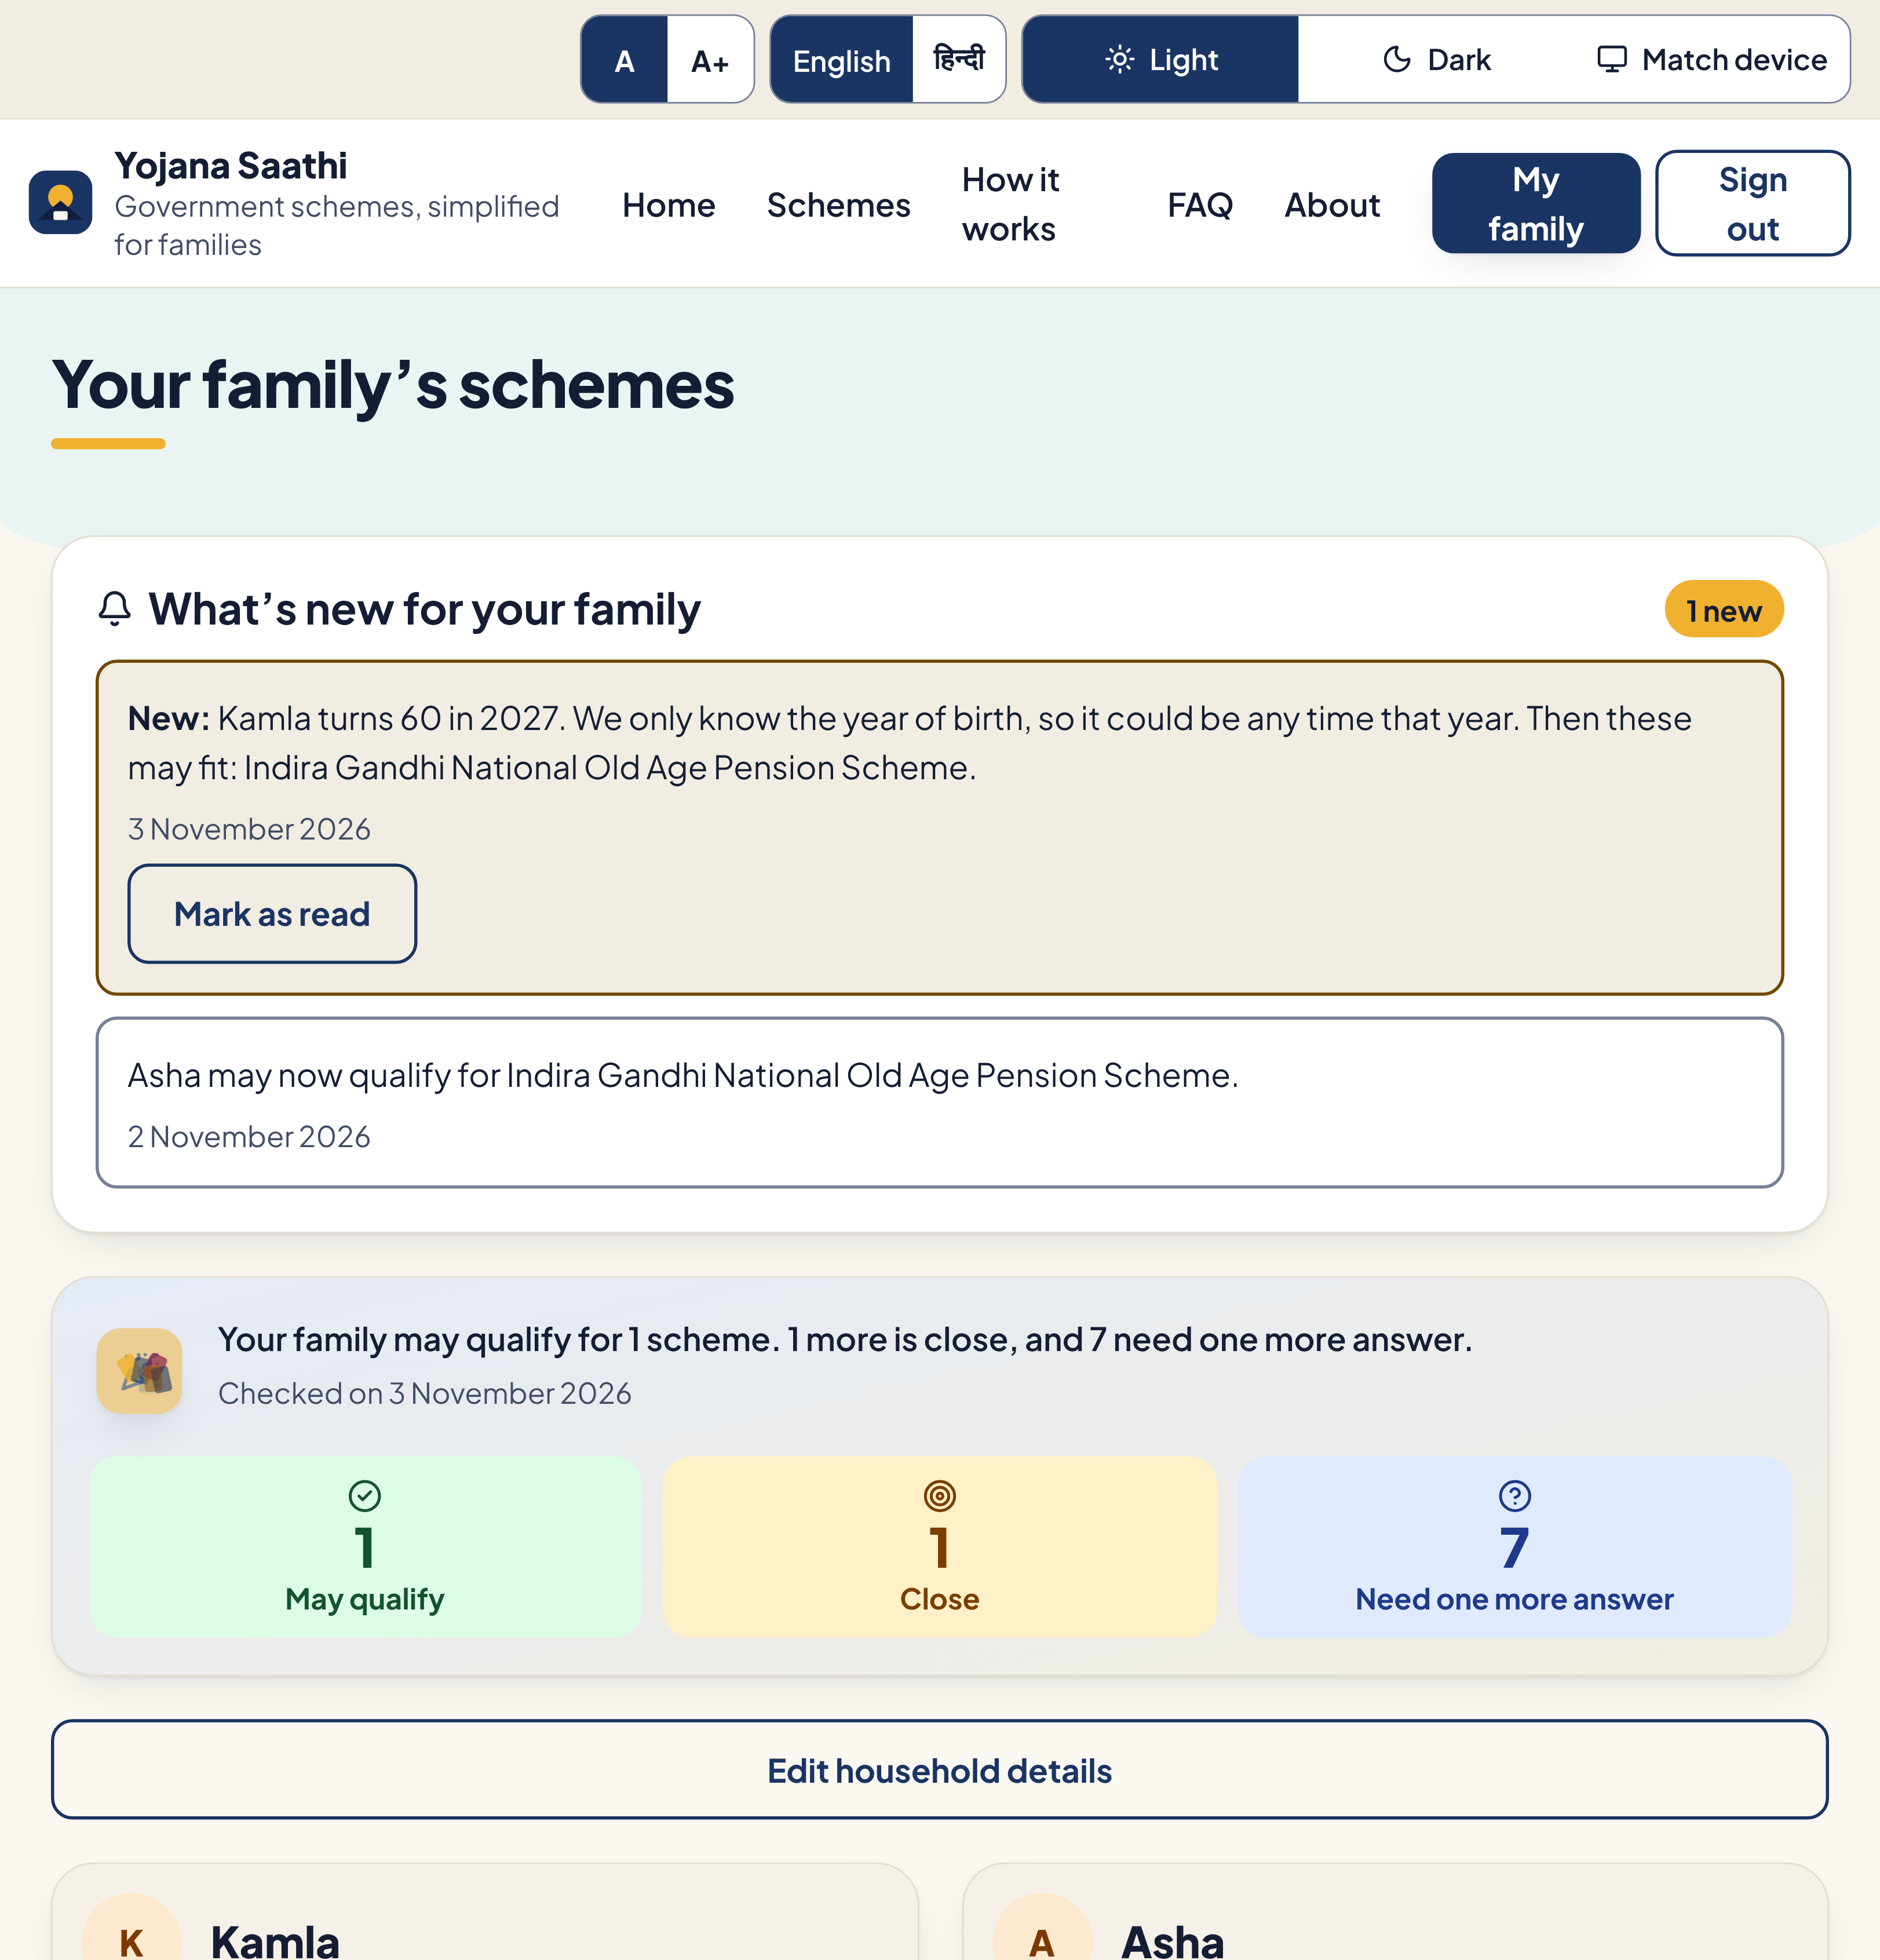 A A+ English हिन्दी Light Dark Match device
Yojana Saathi
Government schemes, simplified
for families
Home Schemes How it works FAQ About My family Sign out
Your family’s schemes
What’s new for your family 1 new
New: Kamla turns 60 in 2027. We only know the year of birth, so it could be any time that year. Then these
may fit: Indira Gandhi National Old Age Pension Scheme.
3 November 2026
Mark as read
Asha may now qualify for Indira Gandhi National Old Age Pension Scheme.
2 November 2026
Your family may qualify for 1 scheme. 1 more is close, and 7 need one more answer.
Checked on 3 November 2026
1 1 7
May qualify Close Need one more answer
Edit household details
K Kamla A Asha